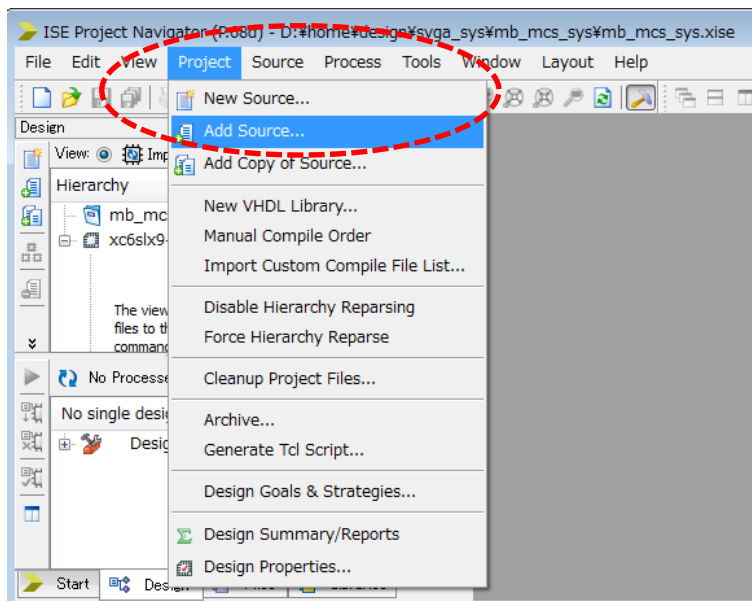 ISE Project Navigator (P.68d) - D:¥home¥design¥svga_sys¥mb_mcs_sys¥mb_mcs_sys.xise
File Edit View Project Source Process Tools Window Layout Help
New Source...
Design
Add Source...
View: Imp
Add Copy of Source...
Hierarchy
New VHDL Library...
mb_mcs
Manual Compile Order
xc6slx9-
Import Custom Compile File List...
The view
Disable Hierarchy Reparsing
files to th
Force Hierarchy Reparse
command
No Processe
Cleanup Project Files...
No single desi
Archive...
Desig
Generate Tcl Script...
Design Goals & Strategies...
Design Summary/Reports
Design Properties...
Start Design